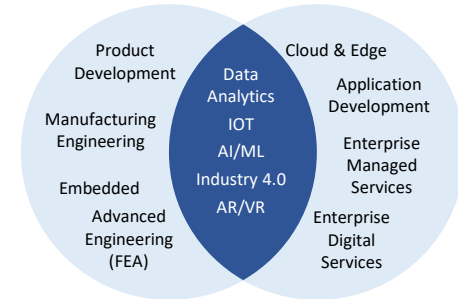 Product
Development
Manufacturing
Engineering
Embedded
Advanced
Engineering
(FEA)
Data
Analytics
IOT
AI/ML
Industry 4.0
AR/VR
Cloud & Edge
Application
Development
Enterprise
Managed
Services
Enterprise
Digital
Services